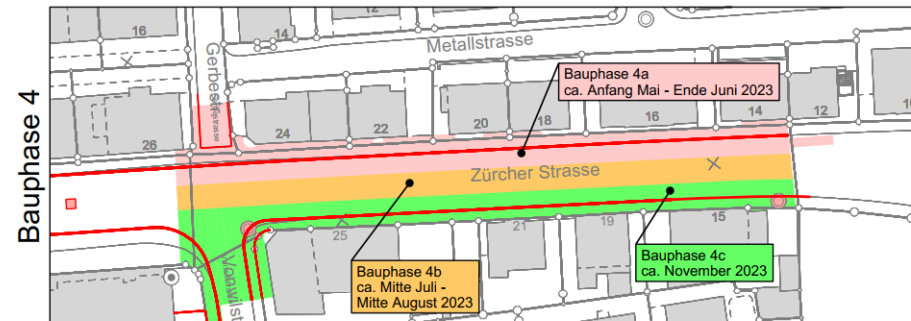 Bauphase 4
16
12
14
Metallstrasse
Gerbestrasse
Bauphase 4a
ca. Anfang Mai - Ende Juni 2023
26
24
22
20
18
16
14
12
Zürcher Strasse
25
21
19
15
Bauphase 4b
ca. Mitte Juli -
Mitte August 2023
Bauphase 4c
ca. November 2023